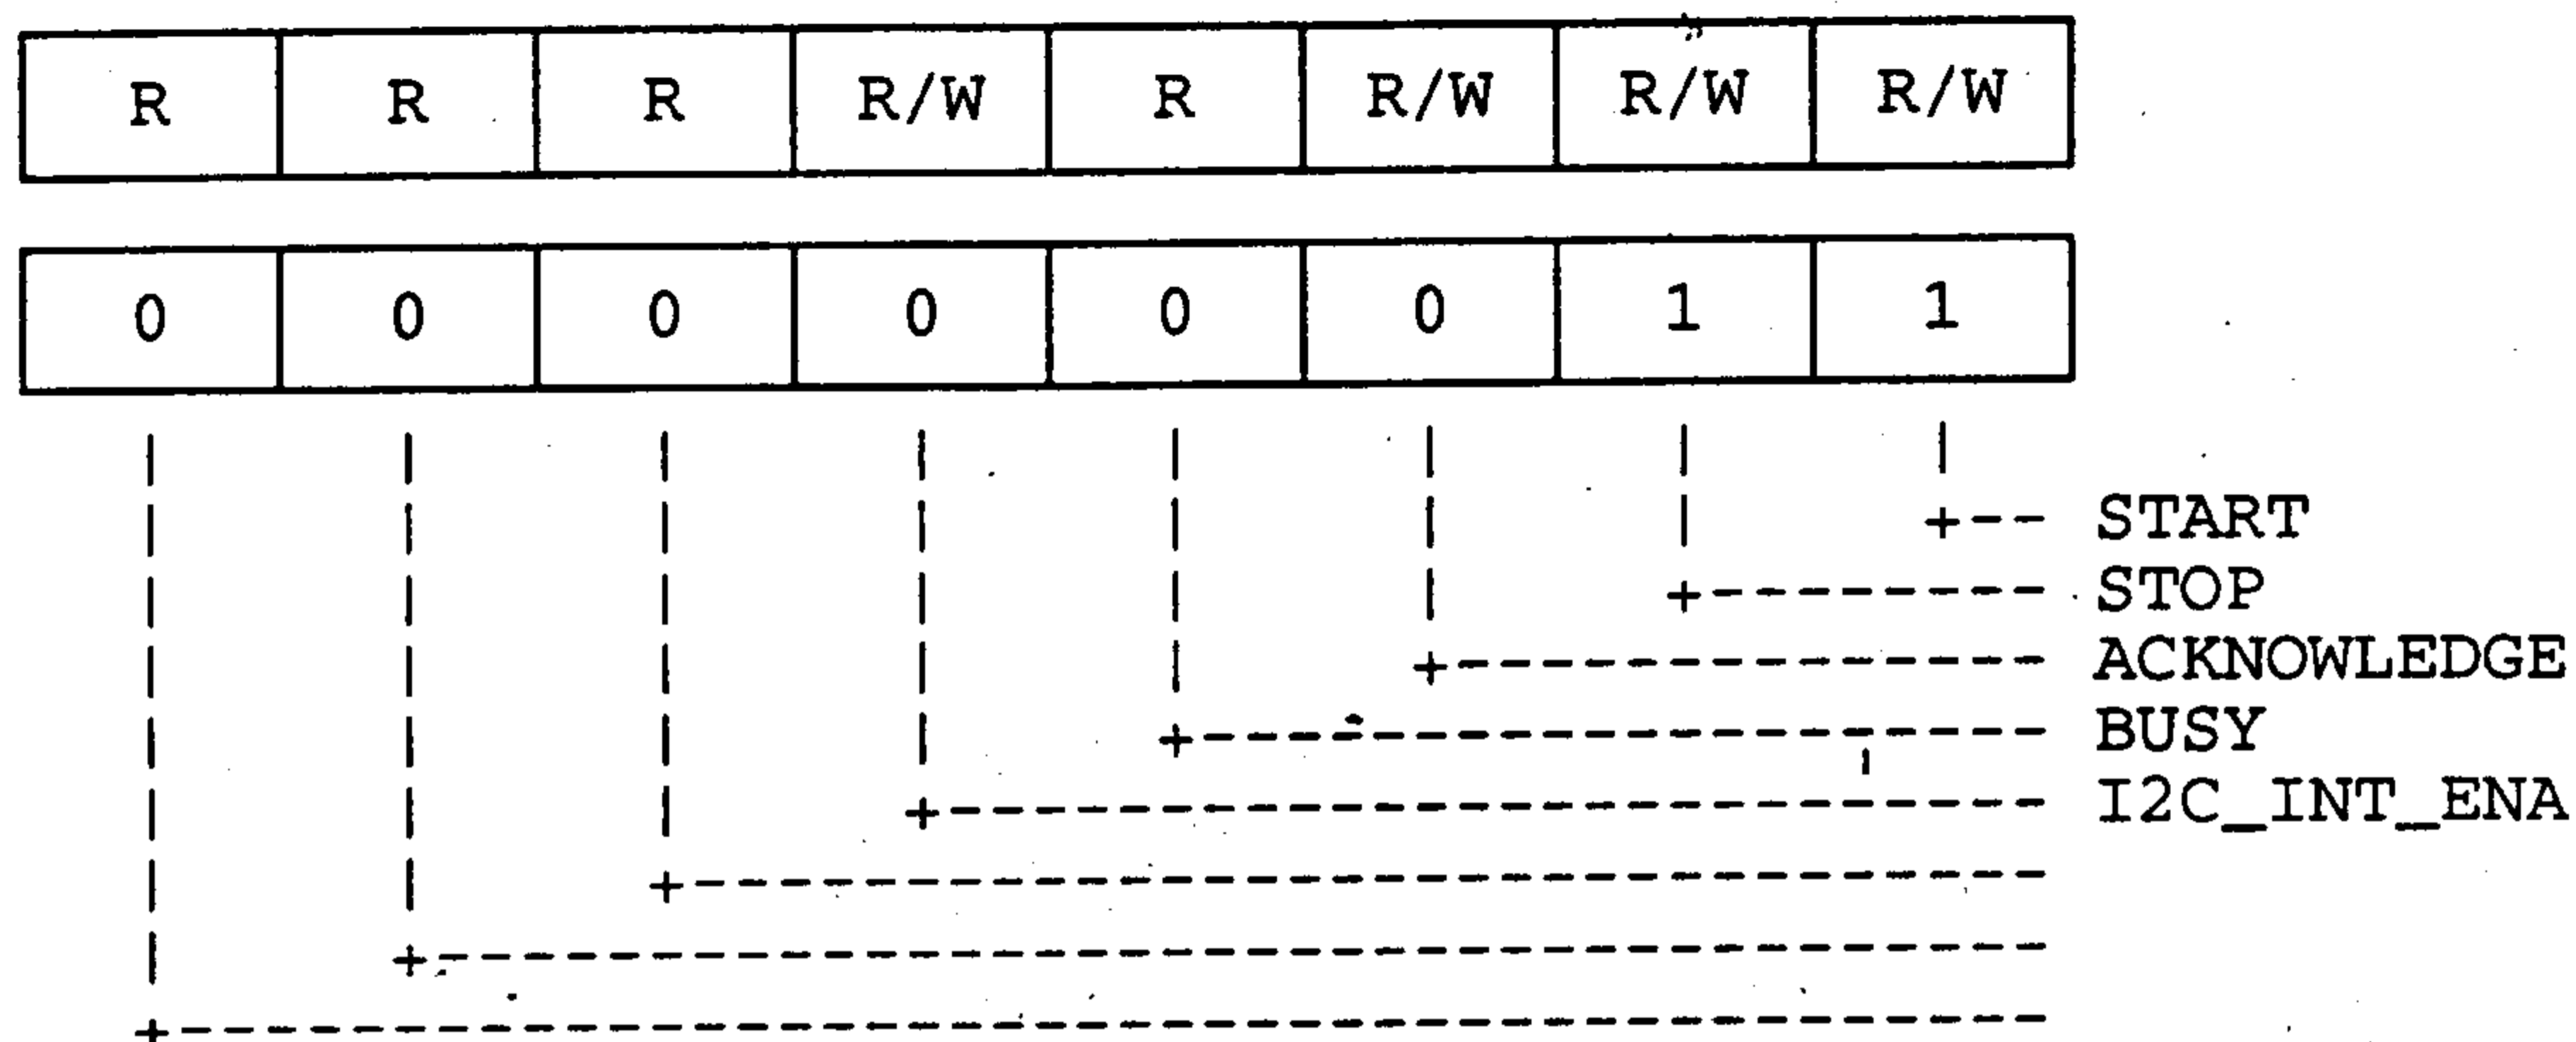 R R R R/W R R/W R/W R/W
0 0 0 0 0 0 1 1
START
STOP
ACKNOWLEDGE
BUSY
I2C_INT_ENA